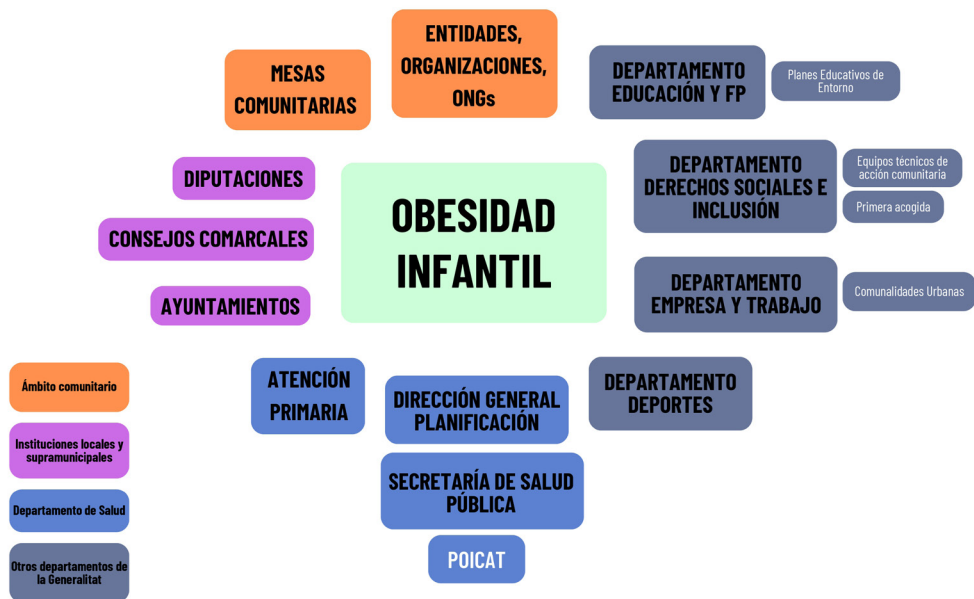 ENTIDADES,
ORGANIZACIONES,
ONGs
MESAS
COMUNITARIAS
DEPARTAMENTO
EDUCACIÓN Y FP
Planes Educativos de
Entorno
DIPUTACIONES
CONSEJOS COMARCALES
AYUNTAMIENTOS
OBESIDAD
INFANTIL
DEPARTAMENTO
DERECHOS SOCIALES E
INCLUSIÓN
Equipos técnicos de
acción comunitaria
Primera acogida
DEPARTAMENTO
EMPRESA Y TRABAJO
Comunalidades Urbanas
ATENCIÓN
PRIMARIA
DIRECCIÓN GENERAL
PLANIFICACIÓN
DEPARTAMENTO
DEPORTES
SECRETARÍA DE SALUD
PÚBLICA
POICAT
Ámbito comunitario
Instituciones locales y
supramunicipales
Departamento de Salud
Otros departamentos de
la Generalitat